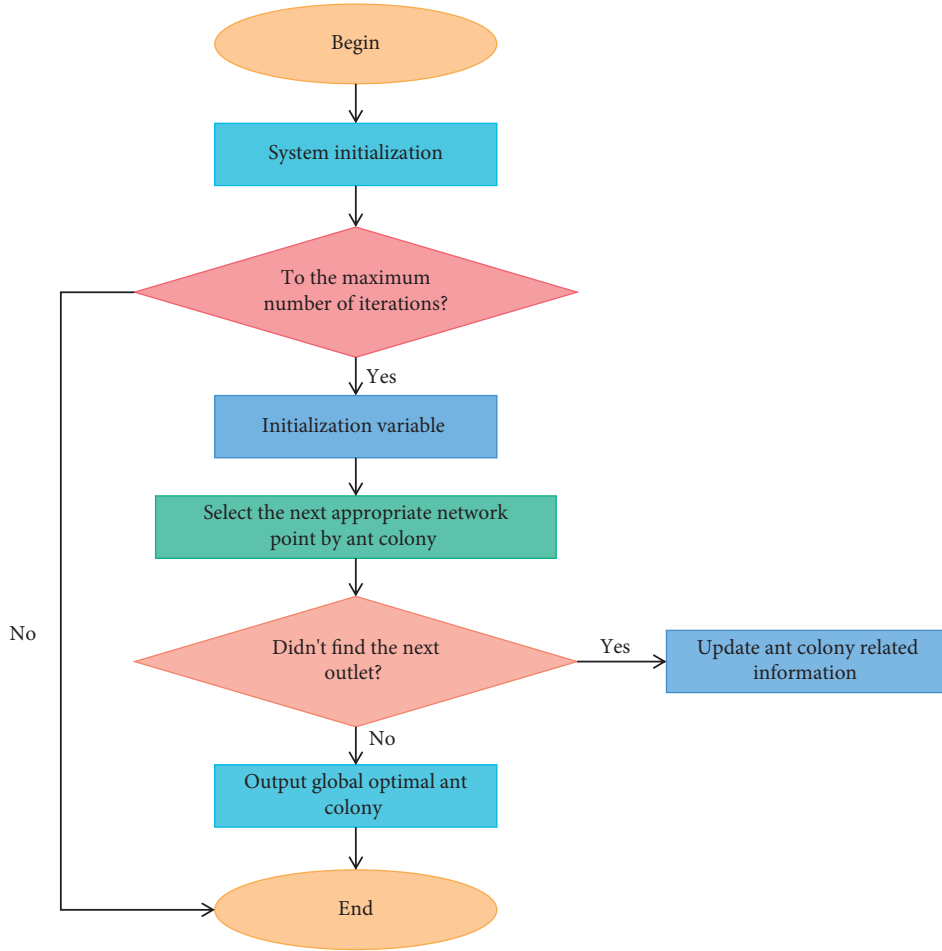 Begin
System initialization
To the maximum
number of iterations?
Yes
Initialization variable
Select the next appropriate network
point by ant colony
No
Didn't find the next
outlet?
Yes
Update ant colony related
information
No
Output global optimal ant
colony
End